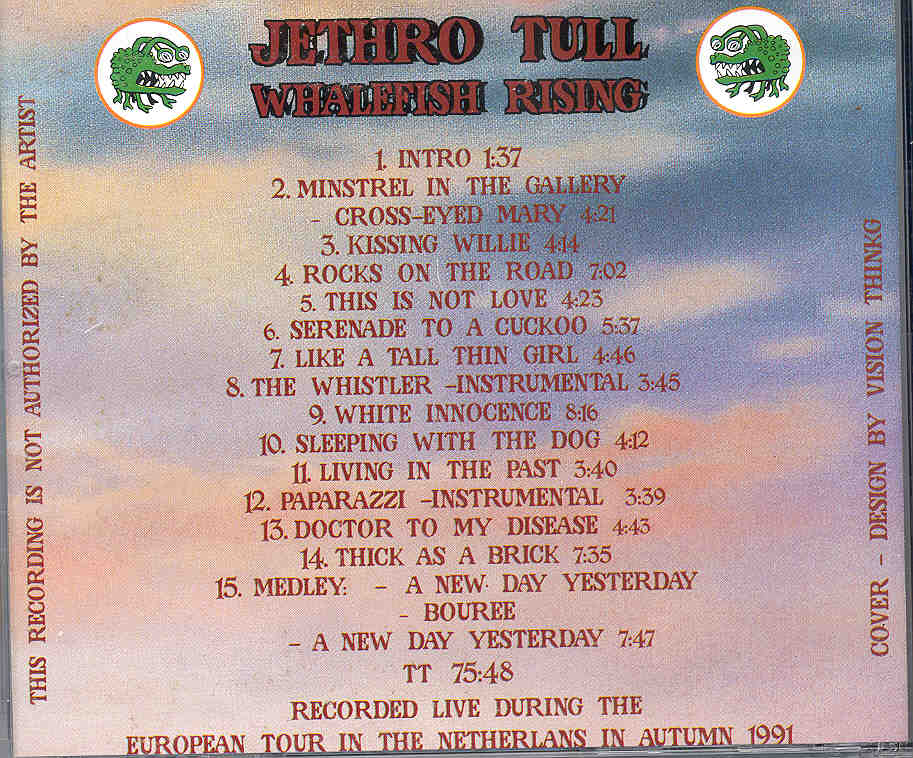 JETHRO TULL
WHALEFISH RISING
1. INTRO 1:37
2. MINSTREL IN THE GALLERY
- CROSS-EYED MARY 4:21
3. KISSING WILLIE 4:14
4. ROCKS ON THE ROAD 7:02
5. THIS IS NOT LOVE 4:23
6. SERENADE TO A CUCKOO 5:37
7. LIKE A TALL THIN GIRL 4:46
8. THE WHISTLER -INSTRUMENTAL 3:45
9. WHITE INNOCENCE 8:16
10. SLEEPING WITH THE DOG 4:12
11. LIVING IN THE PAST 3:40
12. PAPARAZZI -INSTRUMENTAL 3:39
13. DOCTOR TO MY DISEASE 4:43
14. THICK AS A BRICK 7:35
15. MEDLEY: - A NEW DAY YESTERDAY
- BOUREE
- A NEW DAY YESTERDAY 7:47
TT 75:48
RECORDED LIVE DURING THE
EUROPEAN TOUR IN THE NETHERLANS IN AUTUMN 1991
THIS RECORDING IS NOT AUTHORIZED BY THE ARTIST
COVER - DESIGN BY VISION THINKG